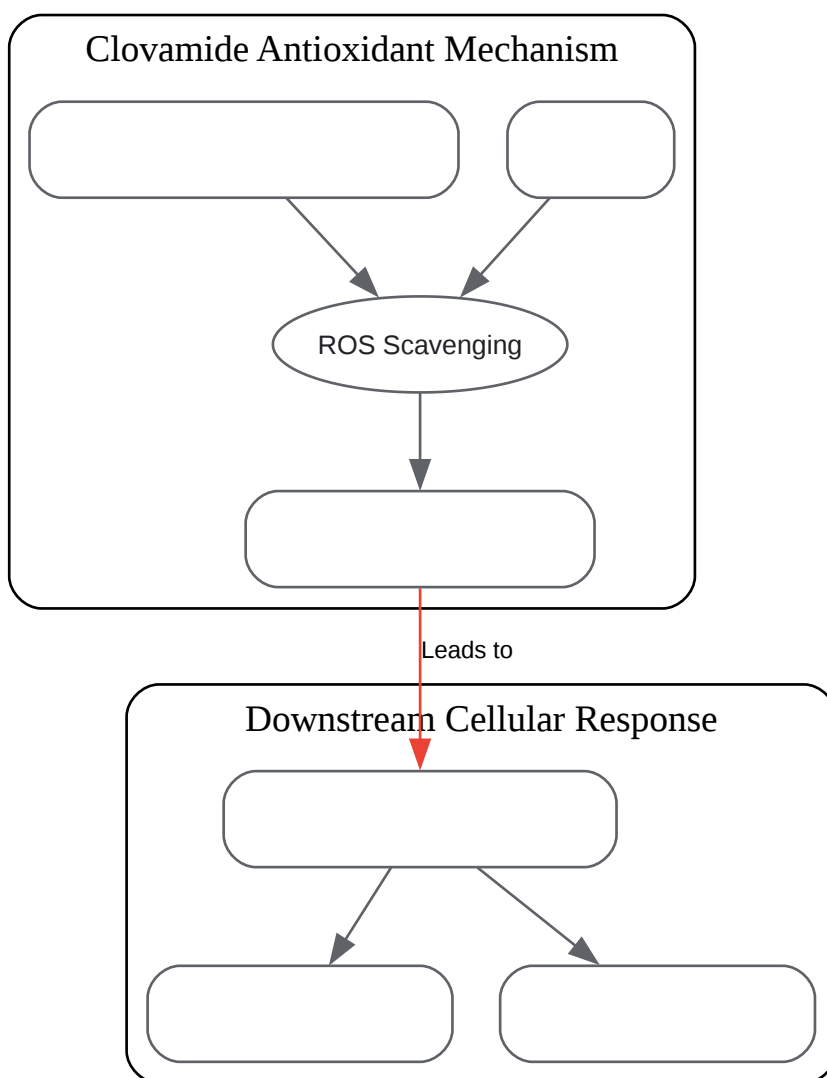 Clovamide Antioxidant Mechanism
ROS Scavenging
Leads to
Downstream Cellular Response